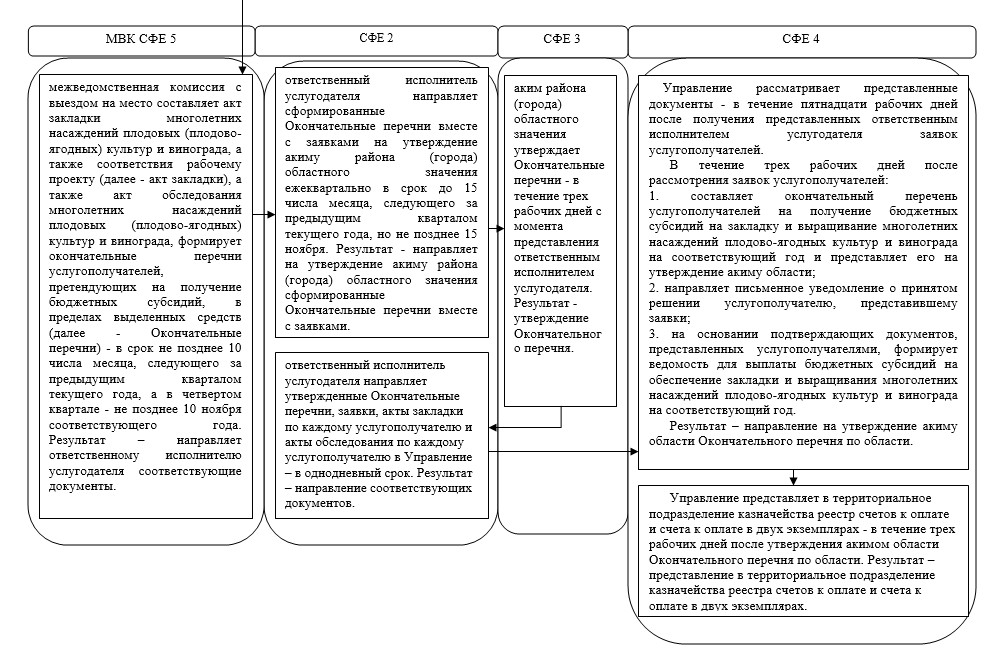 МВК СФЕ 5
СФЕ 2
СФЕ 3
СФЕ 4
межведомственная комиссия с
выездом на место составляет акт
закладки многолетних
насаждений плодовых (плодово-
ягодных) культур и винограда, а
также соответствия рабочему
проекту (далее - акт закладки), а
также акт обследования
многолетних насаждений
плодовых (плодово-ягодных)
культур и винограда, формирует
окончательные перечни
услугополучателей,
претендующих на получение
бюджетных субсидий, в
пределах выделенных средств
(далее - Окончательные
перечни) - в срок не позднее 10
числа месяца, следующего за
предыдущим кварталом
текущего года, а в четвертом
квартале - не позднее 10 ноября
соответствующего года.
Результат – направляет
ответственному исполнителю
услугодателя соответствующие
документы.
ответственный исполнитель
услугодателя направляет
сформированные
Окончательные перечни вместе
с заявками на утверждение
акиму района (города)
областного значения
ежеквартально в срок до 15
числа месяца, следующего за
предыдущим кварталом
текущего года, но не позднее 15
ноября. Результат - направляет
на утверждение акиму района
(города) областного значения
сформированные
Окончательные перечни вместе
с заявками.
ответственный исполнитель
услугодателя направляет
утвержденные Окончательные
перечни, заявки, акты закладки
по каждому услугополучателю и
акты обследования по каждому
услугополучателю в Управление
– в однодневный срок. Результат
– направление соответствующих
документов.
аким района
(города)
областного
значения
утверждает
Окончательные
перечни - в
течение трех
рабочих дней с
момента
представления
ответственным
исполнителем
услугодателя.
Результат -
утверждение
Окончательног
о перечня.
Управление рассматривает представленные
документы - в течение пятнадцати рабочих дней
после получения представленных ответственным
исполнителем услугодателя заявок
услугополучателей.
В течение трех рабочих дней после
рассмотрения заявок услугополучателей:
1. составляет окончательный перечень
услугополучателей на получение бюджетных
субсидий на закладку и выращивание многолетних
насаждений плодово-ягодных культур и винограда
на соответствующий год и представляет его на
утверждение акиму области;
2. направляет письменное уведомление о принятом
решении услугополучателю, представившему
заявки;
3. на основании подтверждающих документов,
представленных услугополучателями, формирует
ведомость для выплаты бюджетных субсидий на
обеспечение закладки и выращивания многолетних
насаждений плодово-ягодных культур и винограда
на соответствующий год.
Результат – направление на утверждение акиму
области Окончательного перечня по области.
Управление представляет в территориальное
подразделение казначейства реестр счетов к оплате
и счета к оплате в двух экземплярах - в течение трех
рабочих дней после утверждения акимом области
Окончательного перечня по области. Результат –
представление в территориальное подразделение
казначейства реестра счетов к оплате и счета к
оплате в двух экземплярах.